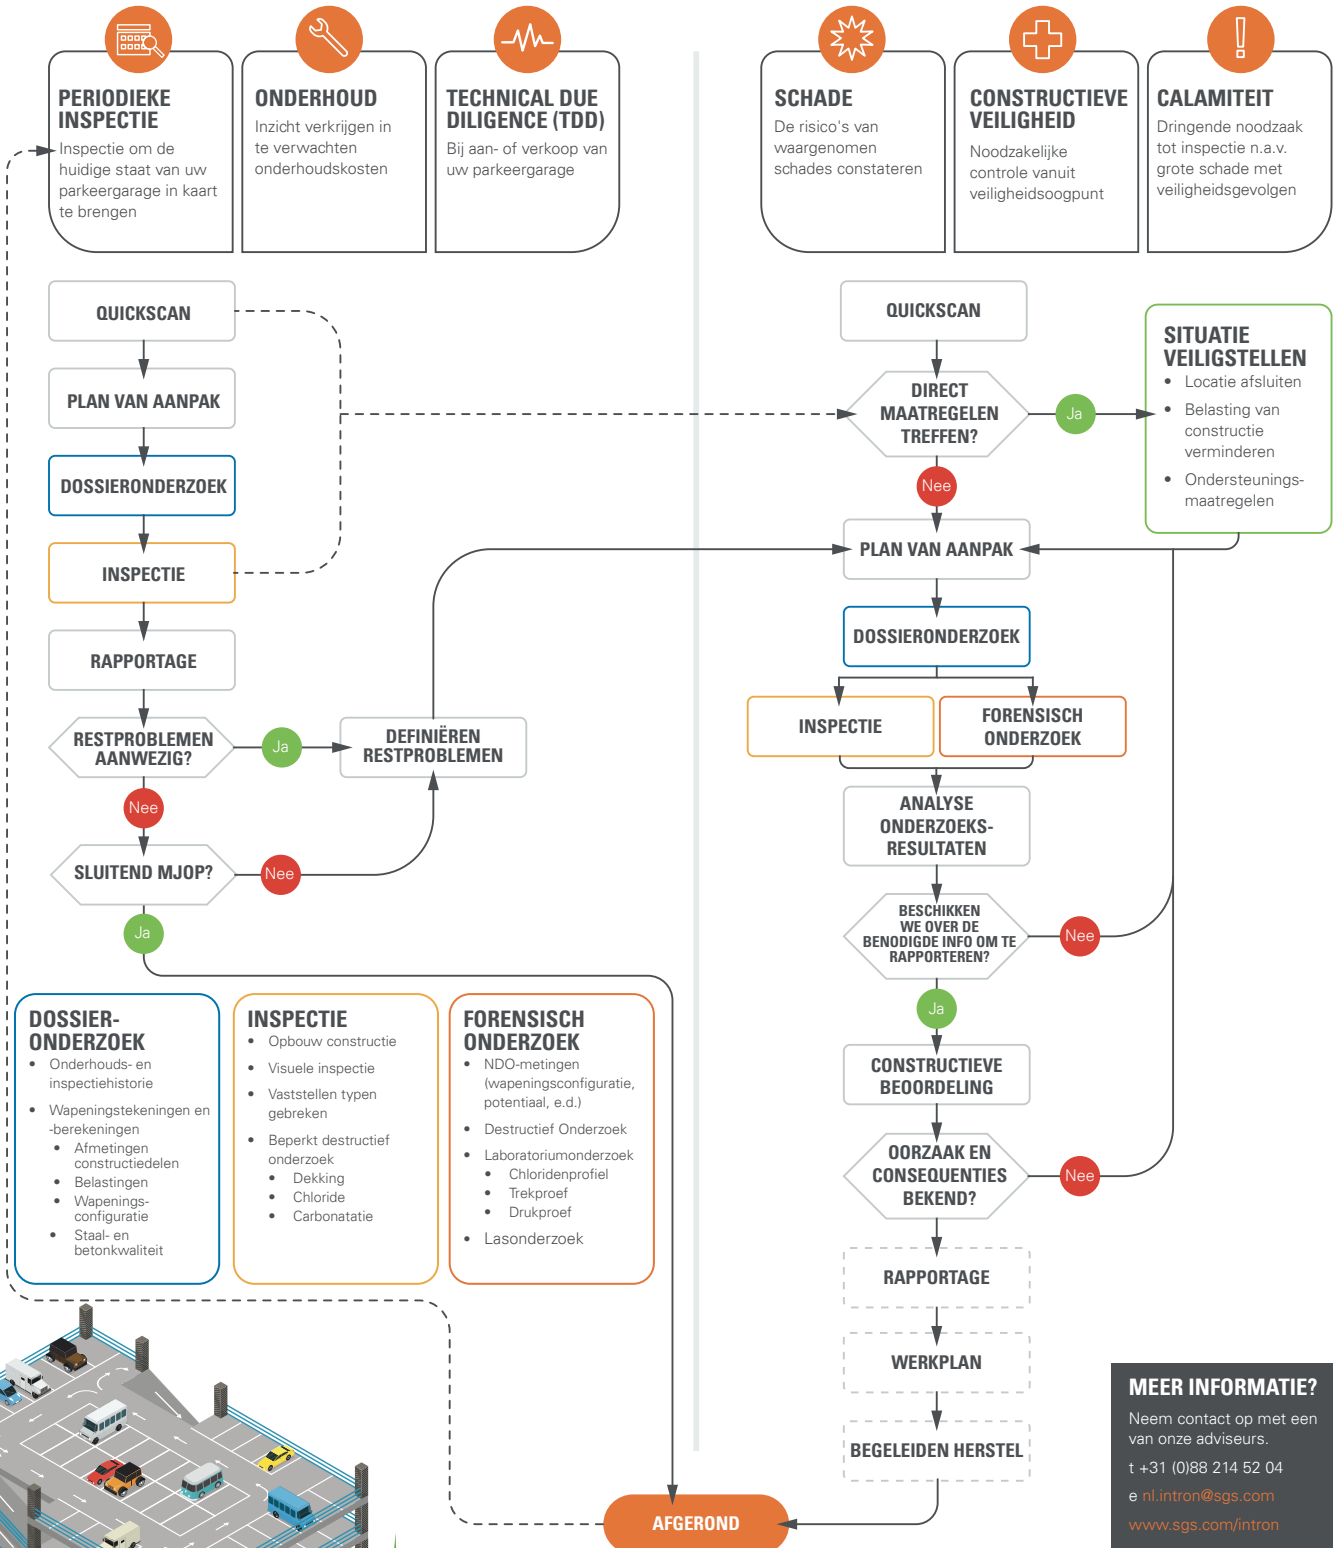 PERIODIEKE
INSPECTIE
Inspectie om de
huidige staat van uw
parkeergarage in kaart
te brengen
ONDERHOUD
Inzicht verkrijgen in
te verwachten
onderhoudskosten
TECHNICAL DUE
DILIGENCE (TDD)
Bij aan- of verkoop van
uw parkeergarage
SCHADE
De risico's van
waargenomen
schades constateren
CONSTRUCTIEVE
VEILIGHEID
Noodzakelijke
controle vanuit
veiligheidsoogpunt
CALAMITEIT
Dringende noodzaak
tot inspectie n.a.v.
grote schade met
veiligheidsgevolgen
QUICKSCAN
PLAN VAN AANPAK
DOSSIERONDERZOEK
INSPECTIE
RAPPORTAGE
RESTPROBLEMEN
AANWEZIG?
Ja
DEFINIËREN
RESTPROBLEMEN
Nee
SLUITEND MJOP?
Nee
Ja
QUICKSCAN
DIRECT
MAATREGELEN
TREFFEN?
Ja
SITUATIE
VEILIGSTELLEN
• Locatie afsluiten
• Belasting van
constructie
verminderen
• Ondersteunings-
maatregelen
Nee
PLAN VAN AANPAK
DOSSIERONDERZOEK
INSPECTIE
FORENSISCH
ONDERZOEK
ANALYSE
ONDERZOEKS-
RESULTATEN
BESCHIKKEN
WE OVER DE
BENODIGDE INFO OM TE
RAPPORTEREN?
Nee
Ja
CONSTRUCTIEVE
BEOORDELING
OORZAAK EN
CONSEQUENTIES
BEKEND?
Nee
RAPPORTAGE
WERKPLAN
BEGELEIDEN HERSTEL
AFGEROND
DOSSIER-
ONDERZOEK
• Onderhouds- en
inspectiehistorie
• Wapeningstekeningen en
-berekeningen
• Afmetingen
constructiedelen
• Belastingen
• Wapenings-
configuratie
• Staal- en
betonkwaliteit
INSPECTIE
• Opbouw constructie
• Visuele inspectie
• Vaststellen typen
gebreken
• Beperkt destructief
onderzoek
• Dekking
• Chloride
• Carbonatatie
FORENSISCH
ONDERZOEK
• NDO-metingen
(wapeningsconfiguratie,
potentiaal, e.d.)
• Destructief Onderzoek
• Laboratoriumonderzoek
• Chloridenprofiel
• Trekproef
• Drukproef
• Lasonderzoek
MEER INFORMATIE?
Neem contact op met een
van onze adviseurs.
t +31 (0)88 214 52 04
e nl.intron@sgs.com
www.sgs.com/intron